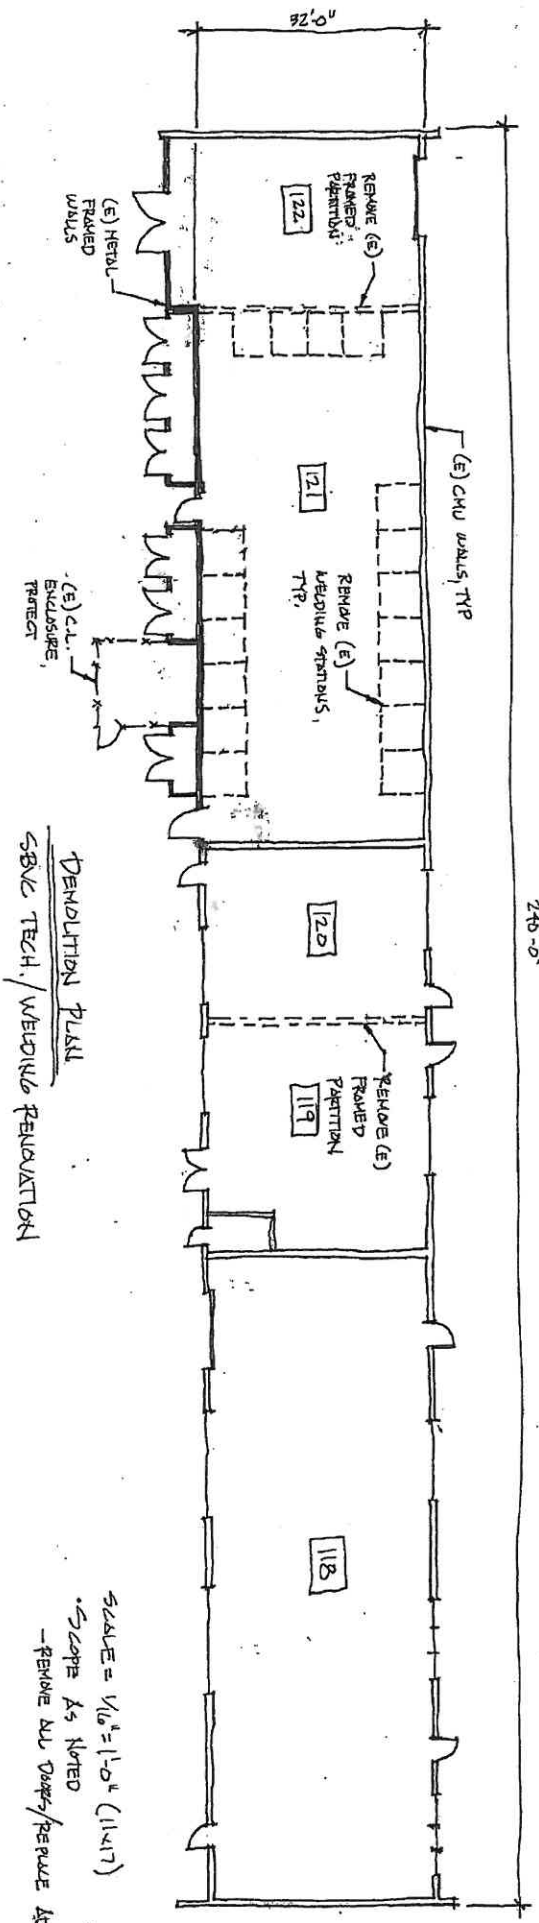 32'-0"
240'-0"
REMOVE (E)
FRAMED
PARTITION
122
(E) METAL
FRAMED
WALLS
(E) CMU WALLS, TYP
121
REMOVE (E)
WELDING STATIONS,
TYP.
(E) C.L.
ENCLOSURE,
PROTECT
120
REMOVE (E)
FRAMED
PARTITION
119
118
DEMOLITION PLAN
SBVC TECH./WELDING RENOVATION
SCALE = 1/16" = 1'-0" (11x17)
• SCOPE AS NOTED
- REMOVE ALL DOORS/REPLACE